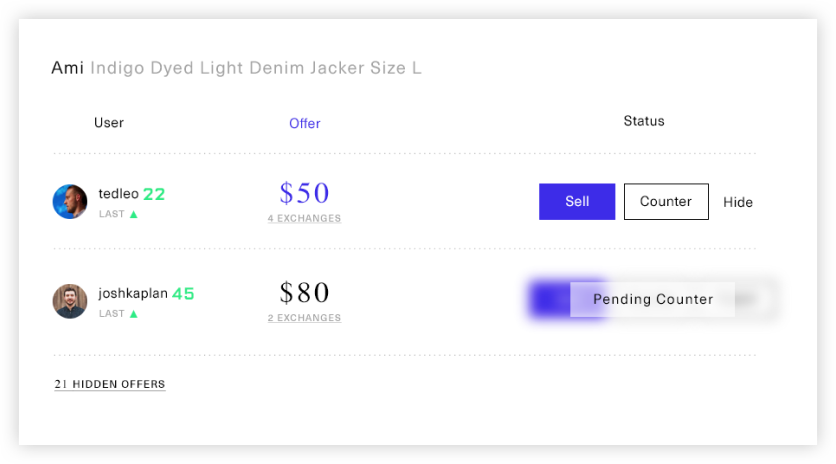 Ami Indigo Dyed Light Denim Jacker Size L
User Offer Status
tedleo 22 $50 Sell Counter Hide
LAST ▲ 4 EXCHANGES
joshkaplan 45 $80 Pending Counter
LAST ▲ 2 EXCHANGES
21 HIDDEN OFFERS